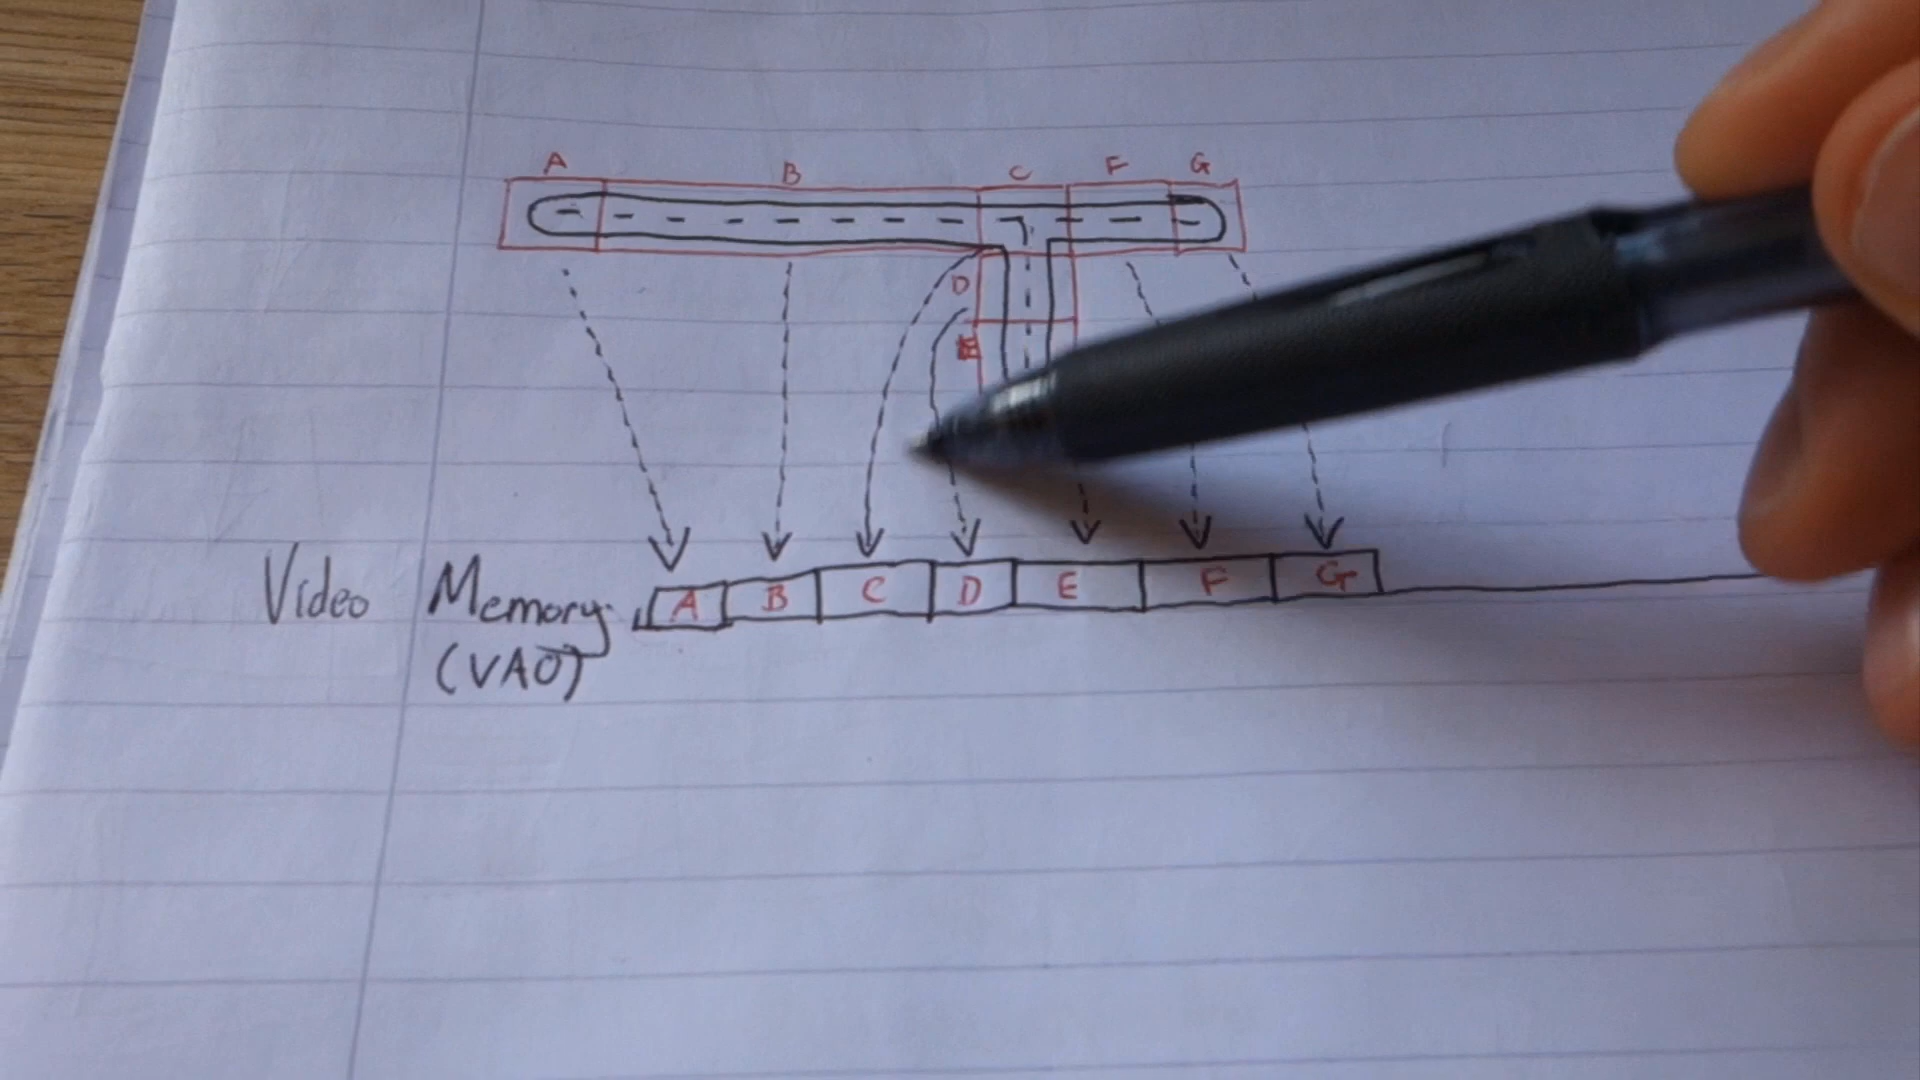 A B C F G
D
E
Video Memory A B C D E F G
(VAO)